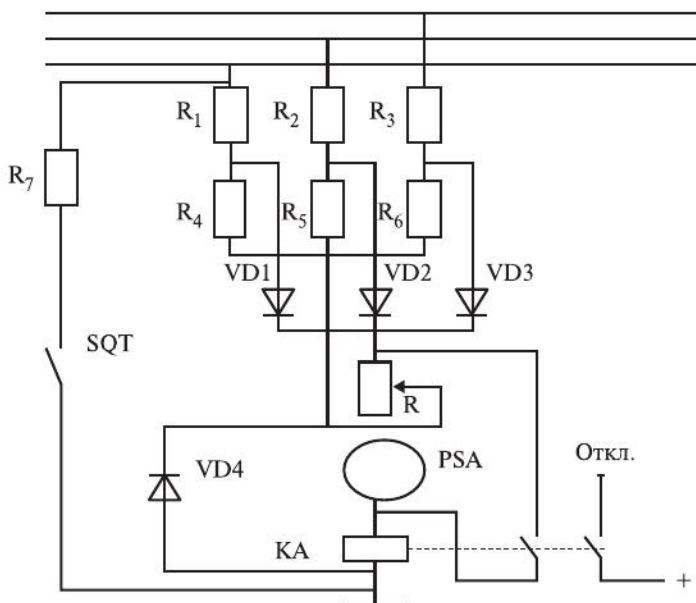 R1 R2 R3
R7
R4 R5 R6
VD1 VD2 VD3
SQT
R
VD4 PSA Откл.
KA
+